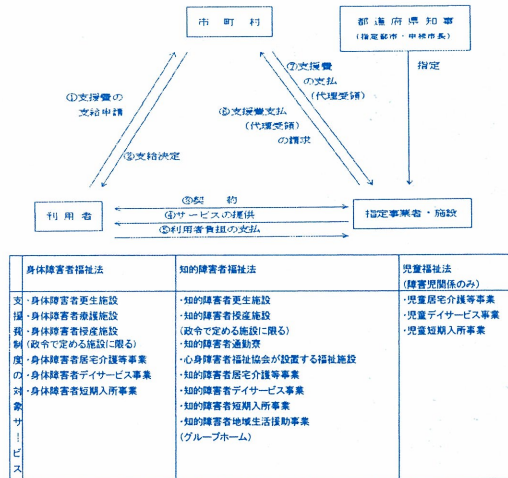 市町村
都道府県知事
(指定都市・中核市長)
①支援費の
支給申請
②支給決定
⑦支援費
の支払
(代理受領)
⑥支援費支払
(代理受領)
の請求
指定
利用者
③契約
④サービスの提供
⑤利用者負担の支払
指定事業者・施設
支援費制度の対象サービス
身体障害者福祉法
・身体障害者更生施設
・身体障害者療護施設
・身体障害者授産施設
(政令で定める施設に限る)
・身体障害者居宅介護等事業
・身体障害者デイサービス事業
・身体障害者短期入所事業
知的障害者福祉法
・知的障害者更生施設
・知的障害者授産施設
(政令で定める施設に限る)
・知的障害者通勤寮
・心身障害者福祉協会が設置する福祉施設
・知的障害者居宅介護等事業
・知的障害者デイサービス事業
・知的障害者短期入所事業
・知的障害者地域生活援助事業
(グループホーム)
児童福祉法
(障害児関係のみ)
・児童居宅介護等事業
・児童デイサービス事業
・児童短期入所事業